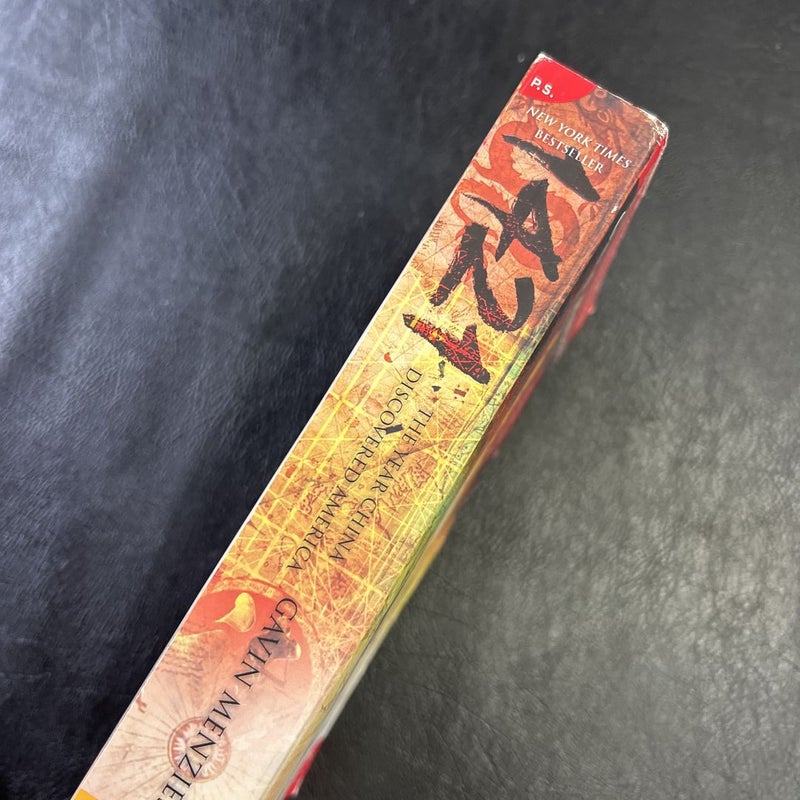 P.S.
NEW YORK TIMES
BESTSELLER
1421
THE YEAR CHINA
DISCOVERED AMERICA
GAVIN MENZIE